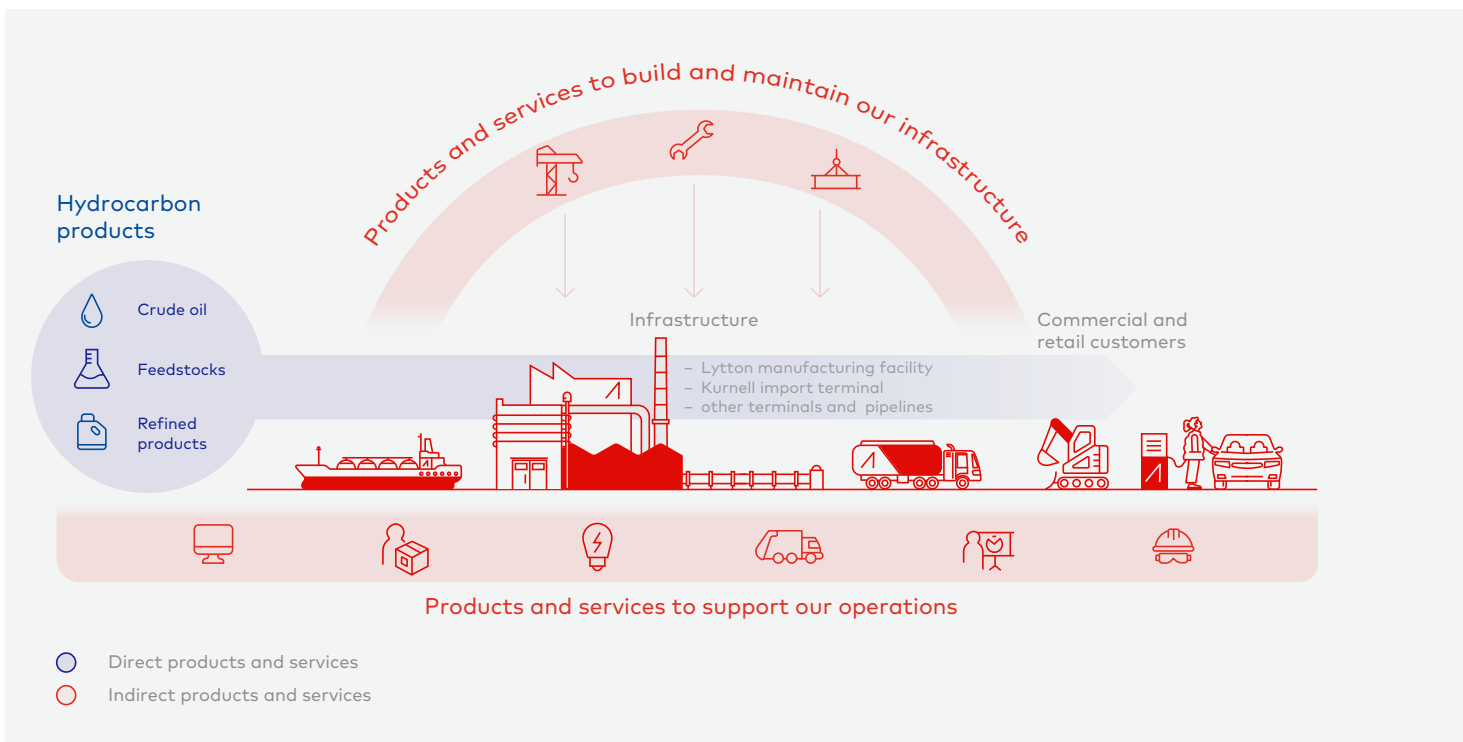 Products and services to build and maintain our infrastructure
Hydrocarbon
products
Crude oil
Feedstocks
Refined
products
Infrastructure
– Lytton manufacturing facility
– Kurnell import terminal
– other terminals and pipelines
Commercial and
retail customers
Products and services to support our operations
Direct products and services
Indirect products and services